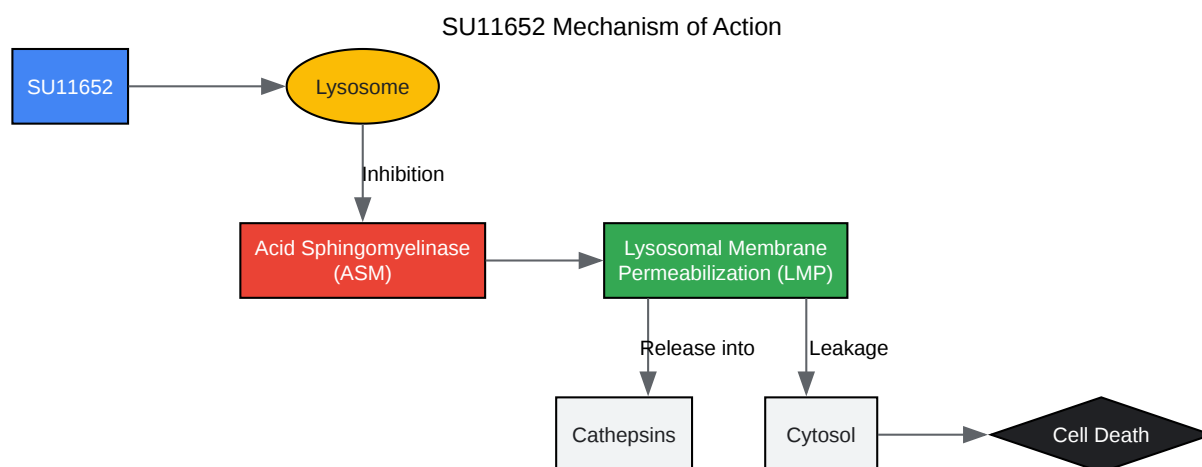 SU11652 Mechanism of Action
SU11652
Lysosome
Inhibition
Acid Sphingomyelinase
(ASM)
Lysosomal Membrane
Permeabilization (LMP)
Release into
Leakage
Cathepsins
Cytosol
Cell Death